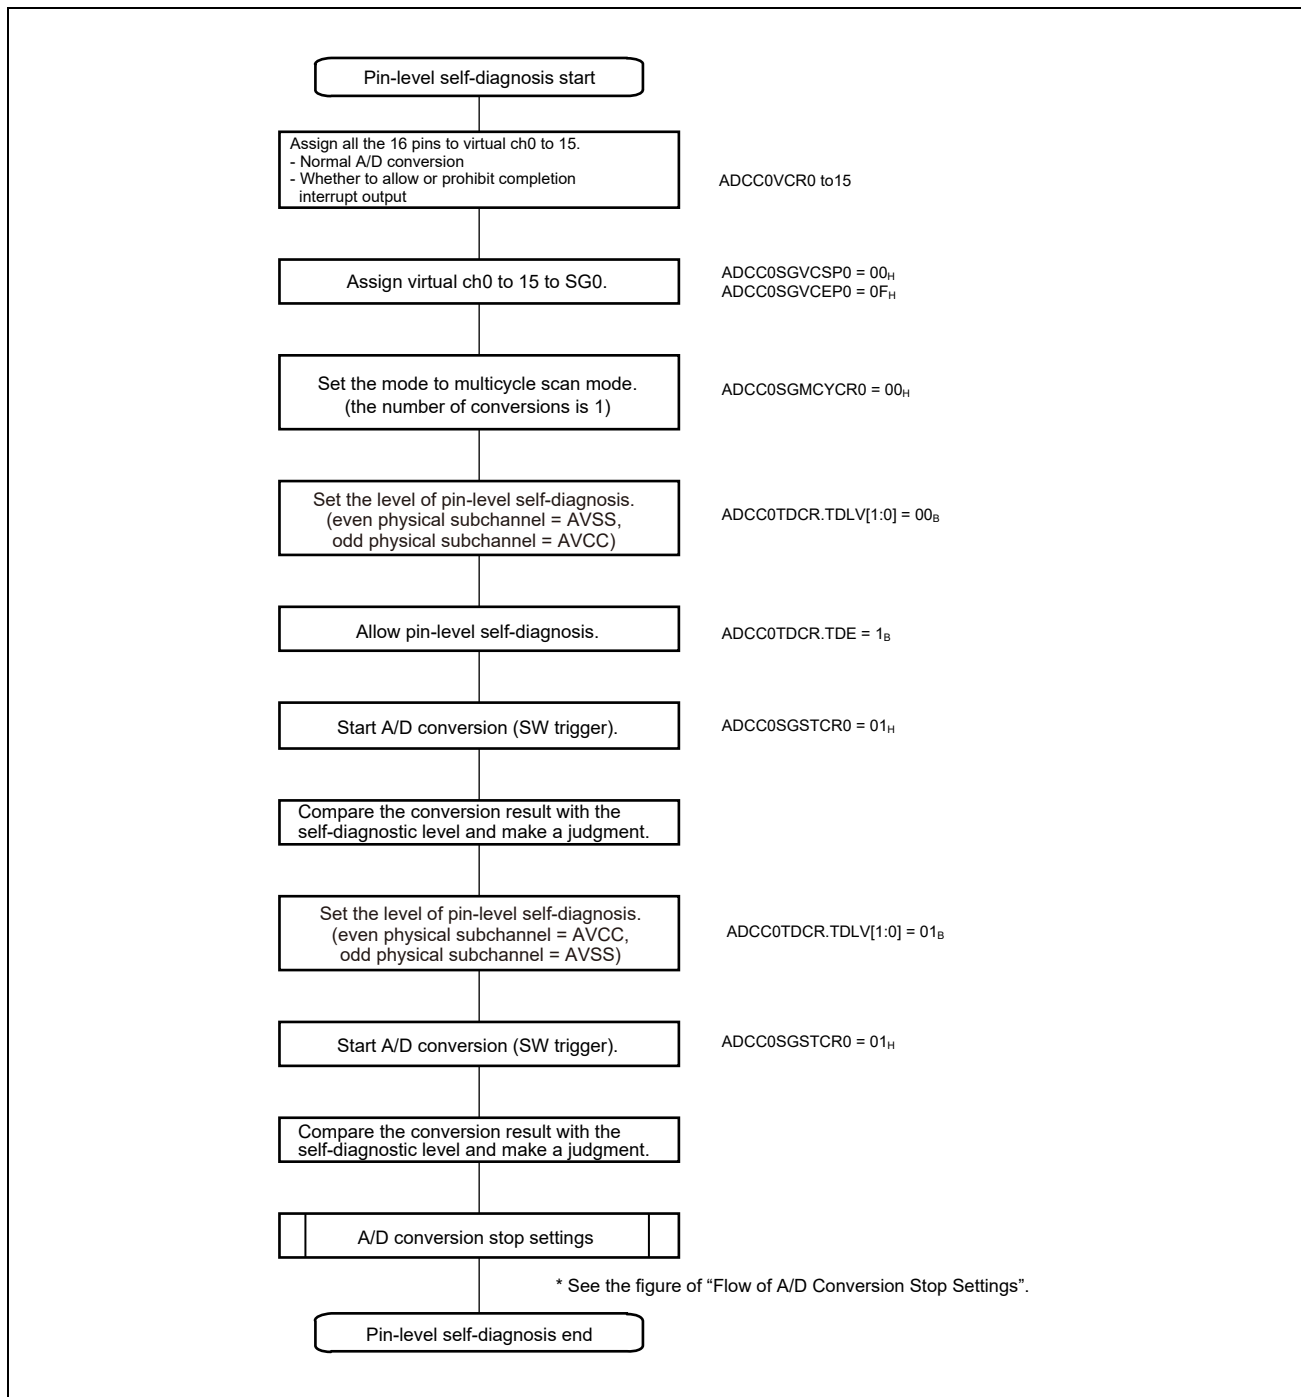 Pin-level self-diagnosis start
Assign all the 16 pins to virtual ch0 to 15.
- Normal A/D conversion
- Whether to allow or prohibit completion
interrupt output
ADCC0VCR0 to15
Assign virtual ch0 to 15 to SG0.
ADCC0SGVCSP0 = 00H
ADCC0SGVCEP0 = 0FH
Set the mode to multicycle scan mode.
(the number of conversions is 1)
ADCC0SGMCYCR0 = 00H
Set the level of pin-level self-diagnosis.
(even physical subchannel = AVSS,
odd physical subchannel = AVCC)
ADCC0TDCR.TDLV[1:0] = 00B
Allow pin-level self-diagnosis.
ADCC0TDCR.TDE = 1B
Start A/D conversion (SW trigger).
ADCC0SGSTCR0 = 01H
Compare the conversion result with the
self-diagnostic level and make a judgment.
Set the level of pin-level self-diagnosis.
(even physical subchannel = AVCC,
odd physical subchannel = AVSS)
ADCC0TDCR.TDLV[1:0] = 01B
Start A/D conversion (SW trigger).
ADCC0SGSTCR0 = 01H
Compare the conversion result with the
self-diagnostic level and make a judgment.
A/D conversion stop settings
* See the figure of “Flow of A/D Conversion Stop Settings”.
Pin-level self-diagnosis end